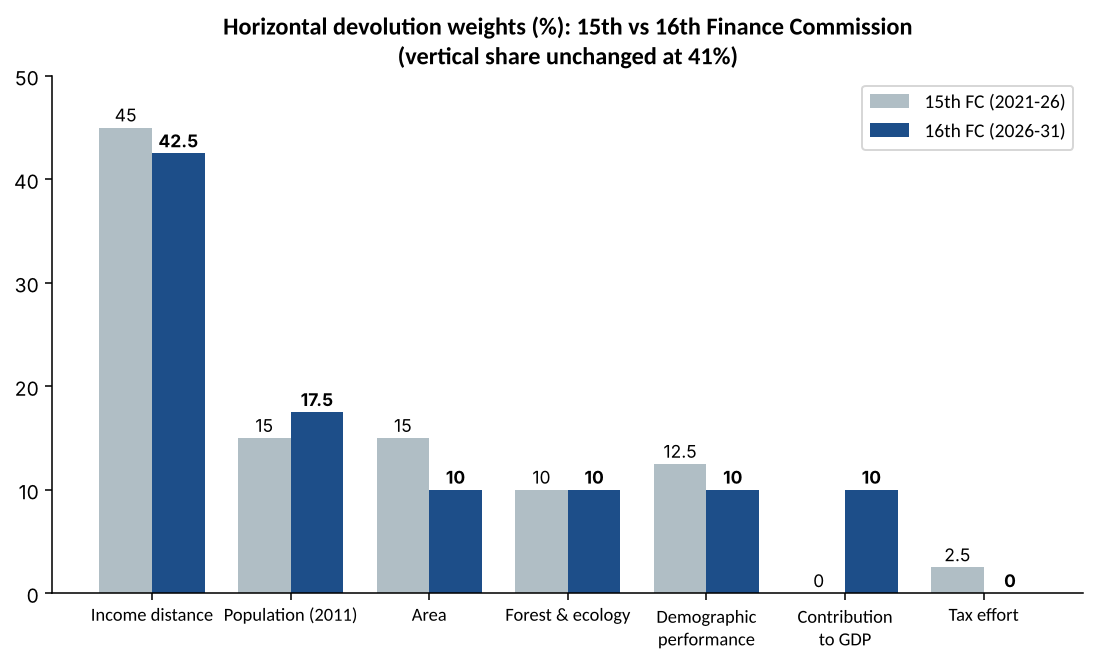 Horizontal devolution weights (%): 15th vs 16th Finance Commission
(vertical share unchanged at 41%)
15th FC (2021-26)
16th FC (2026-31)
50
40
30
20
10
0
45
42.5
15
17.5
15
10
10
10
12.5
10
0
10
2.5
0
Income distance
Population (2011)
Area
Forest & ecology
Demographic
performance
Contribution
to GDP
Tax effort